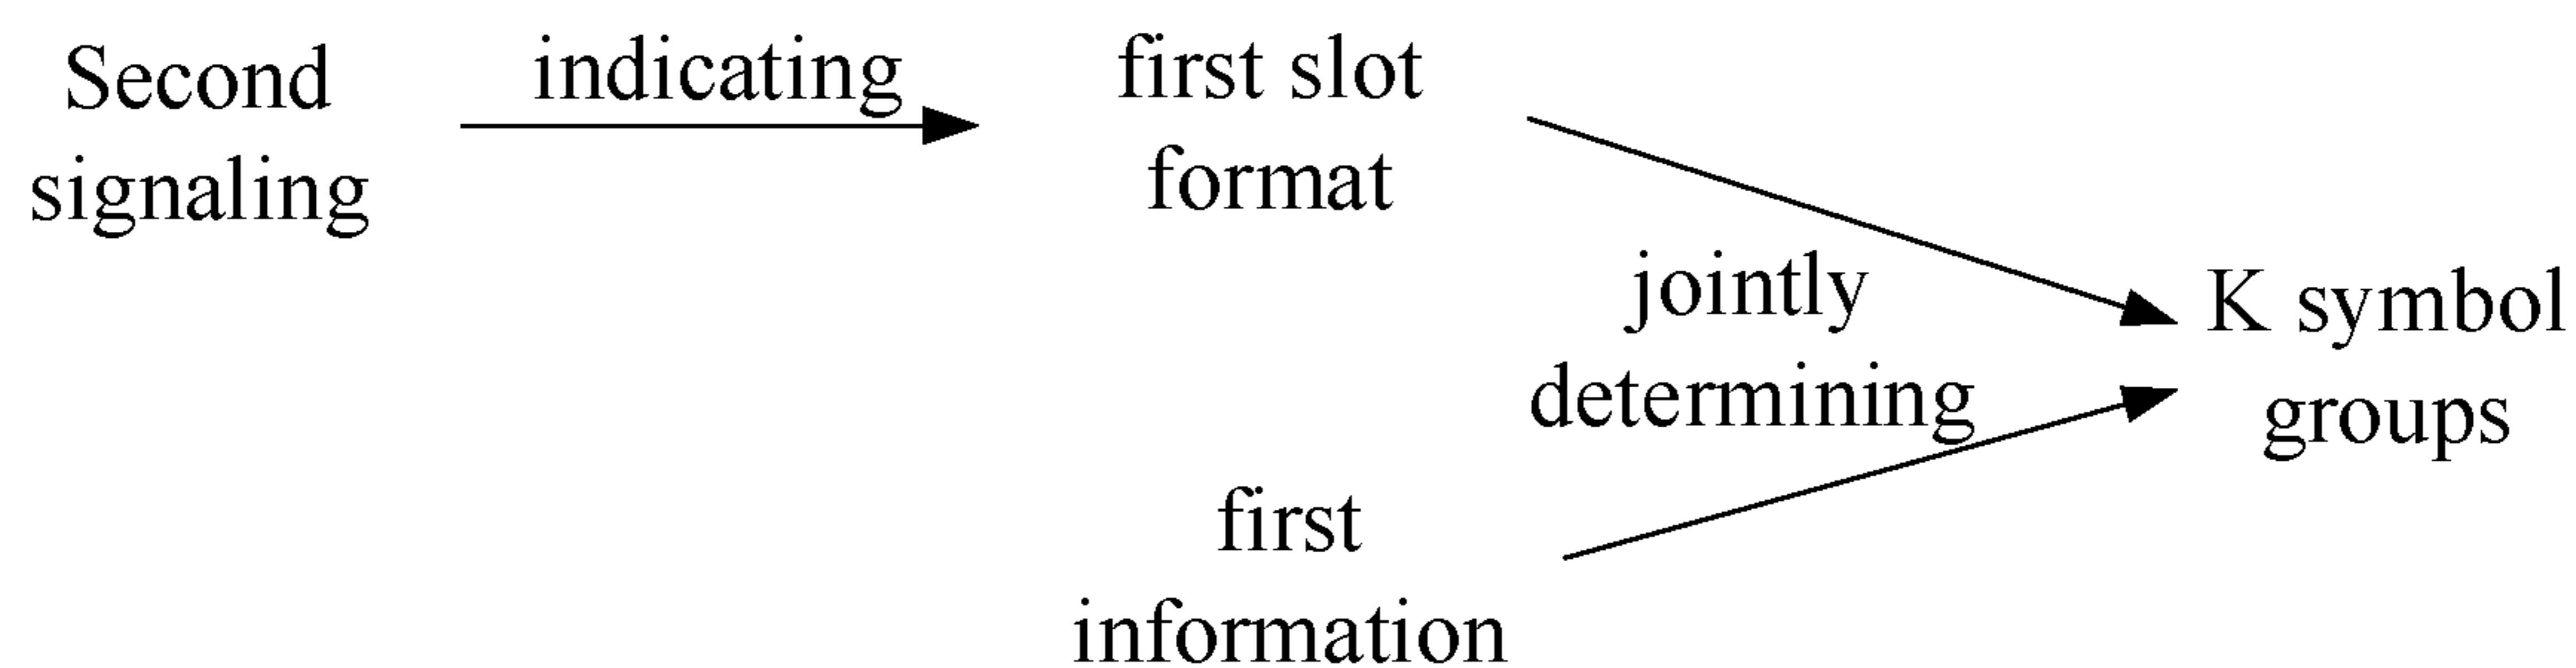 Second
signaling
indicating
first slot
format
jointly
determining
K symbol
groups
first
information